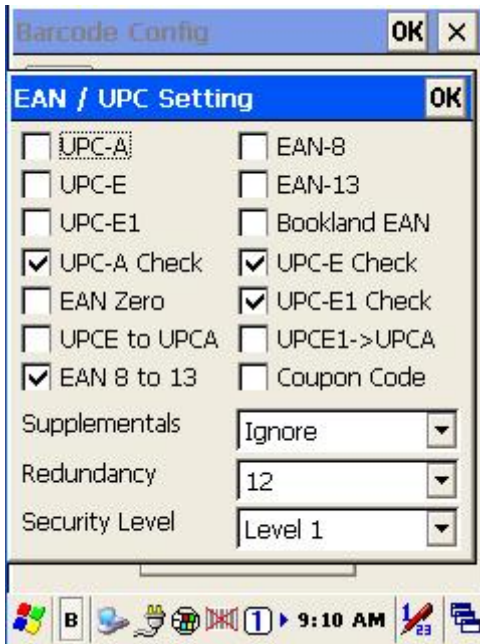 Barcode Config OK
EAN / UPC Setting OK
UPC-A EAN-8
UPC-E EAN-13
UPC-E1 Bookland EAN
UPC-A Check UPC-E Check
EAN Zero UPC-E1 Check
UPCE to UPCA UPCE1->UPCA
EAN 8 to 13 Coupon Code
Supplementals Ignore
Redundancy 12
Security Level Level 1
B 1 9:10 AM 23